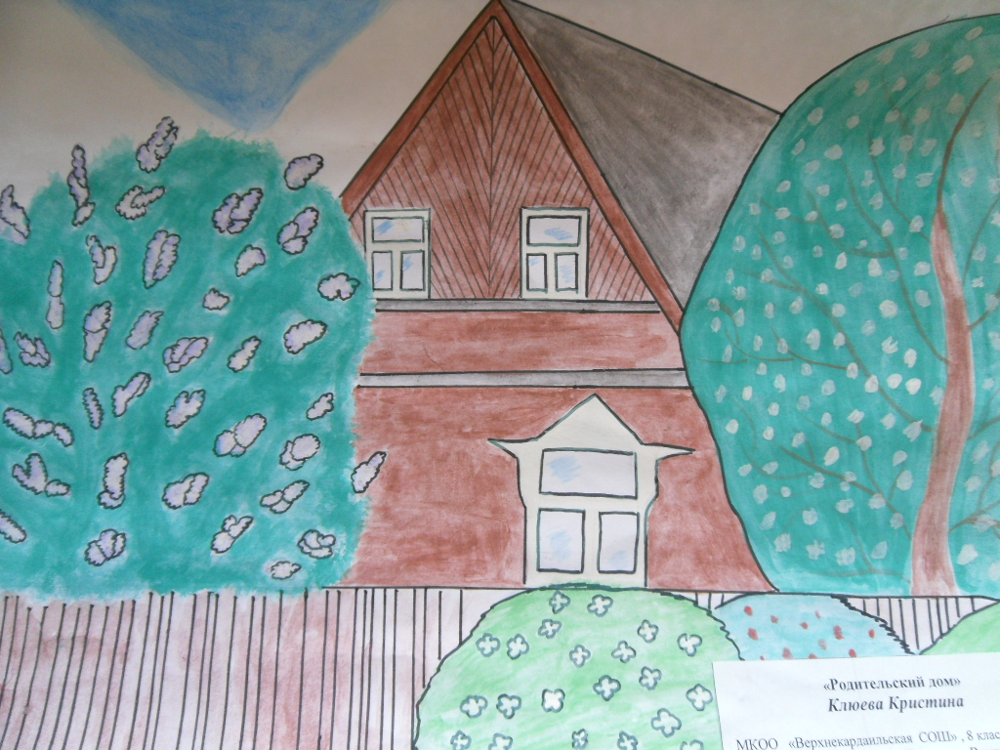 «Родительский дом»
Клюева Кристина
МКОО «Верхнекардаильская СОШ» , 8 клас